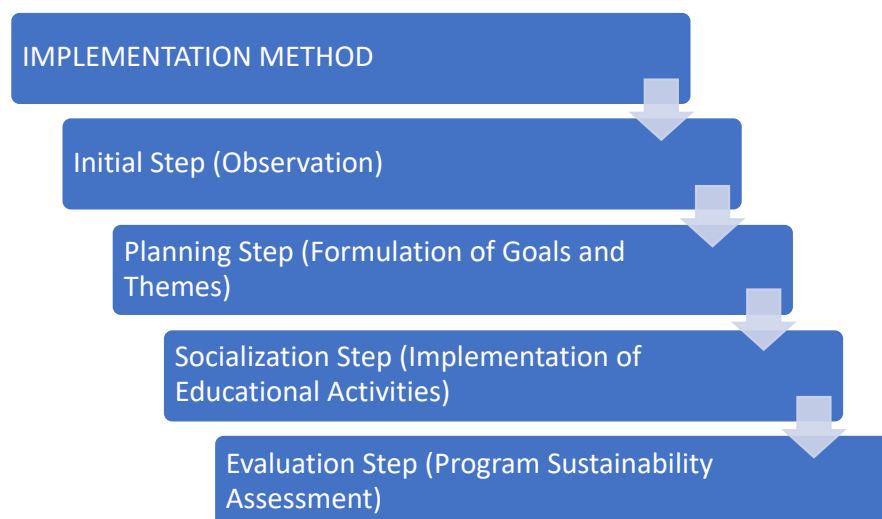 IMPLEMENTATION METHOD
Initial Step (Observation)
Planning Step (Formulation of Goals and
Themes)
Socialization Step (Implementation of
Educational Activities)
Evaluation Step (Program Sustainability
Assessment)